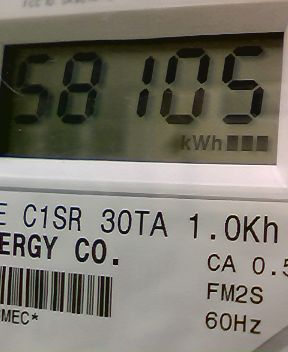 58105
kWh
E C1SR 30TA 1.0Kh
ERGY CO.
CA 0.5
FM2S
MEC*
60Hz